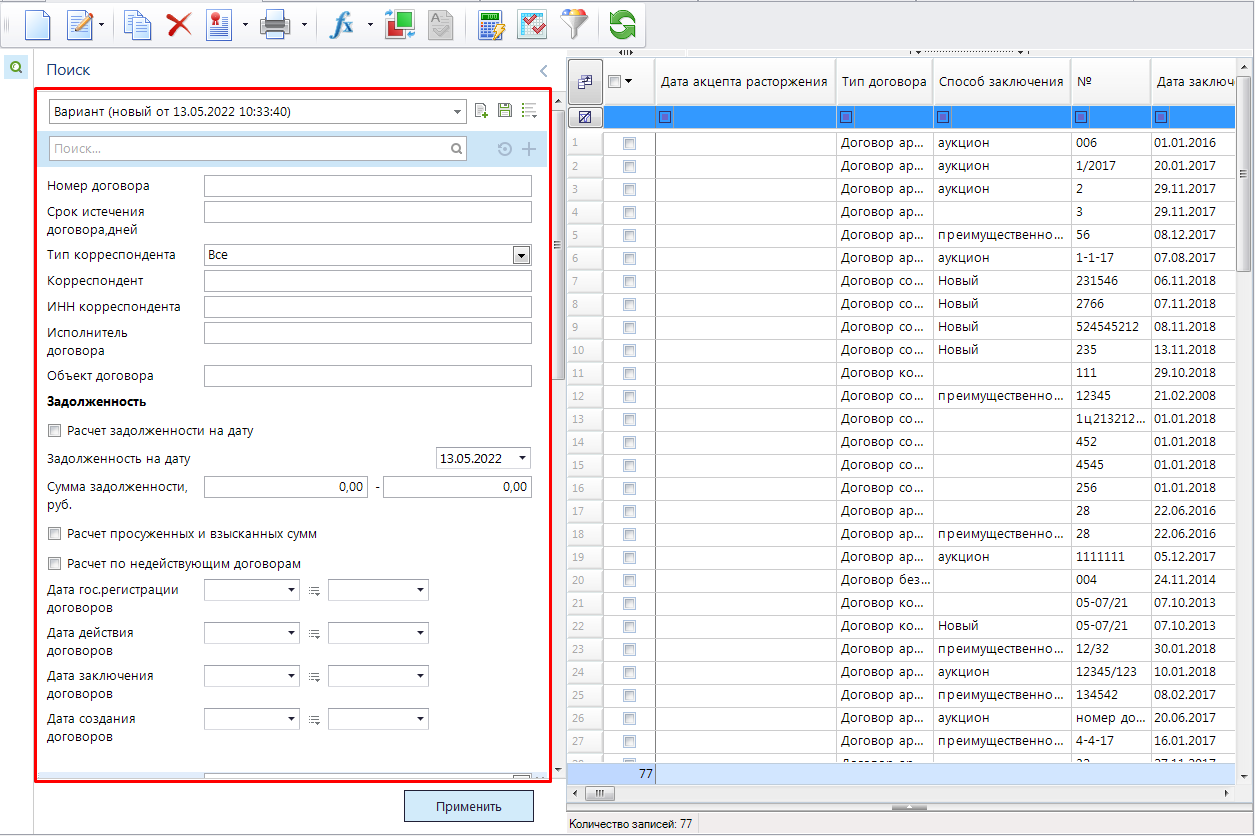 Поиск
Вариант (новый от 13.05.2022 10:33:40)
Поиск...
Номер договора
Срок истечения
договора,дней
Тип корреспондента Все
Корреспондент
ИНН корреспондента
Исполнитель
договора
Объект договора
Задолженность
Расчет задолженности на дату
Задолженность на дату 13.05.2022
Сумма задолженности, 0,00 - 0,00
руб.
Расчет просуженных и взысканных сумм
Расчет по недействующим договорам
Дата гос.регистрации
договоров
Дата действия
договоров
Дата заключения
договоров
Дата создания
договоров
Применить
Дата акцепта расторжения Тип договора Способ заключения № Дата заключ
1 Договор ар... аукцион 006 01.01.2016
2 Договор ар... аукцион 1/2017 20.01.2017
3 Договор ар... аукцион 2 29.11.2017
4 Договор ар... 3 29.11.2017
5 Договор ар... преимущественно... 56 08.12.2017
6 Договор ар... аукцион 1-1-17 07.08.2017
7 Договор со... Новый 231546 06.11.2018
8 Договор со... Новый 2766 07.11.2018
9 Договор со... Новый 524545212 08.11.2018
10 Договор со... Новый 235 13.11.2018
11 Договор ко... 111 29.10.2018
12 Договор со... преимущественно... 12345 21.02.2008
13 Договор со... 1ц213212... 01.01.2018
14 Договор со... 452 01.01.2018
15 Договор со... 4545 01.01.2018
16 Договор со... 256 01.01.2018
17 Договор ар... 28 22.06.2016
18 Договор ар... преимущественно... 28 22.06.2016
19 Договор ар... аукцион 1111111 05.12.2017
20 Договор без... 004 24.11.2014
21 Договор ко... 05-07/21 07.10.2013
22 Договор ко... Новый 05-07/21 07.10.2013
23 Договор ар... преимущественно... 12/32 30.01.2018
24 Договор ар... аукцион 12345/123 10.01.2018
25 Договор ар... преимущественно... 134542 08.02.2017
26 Договор ар... аукцион номер до... 20.06.2017
27 Договор ар... преимущественно... 4-4-17 16.01.2017
77
Количество записей: 77